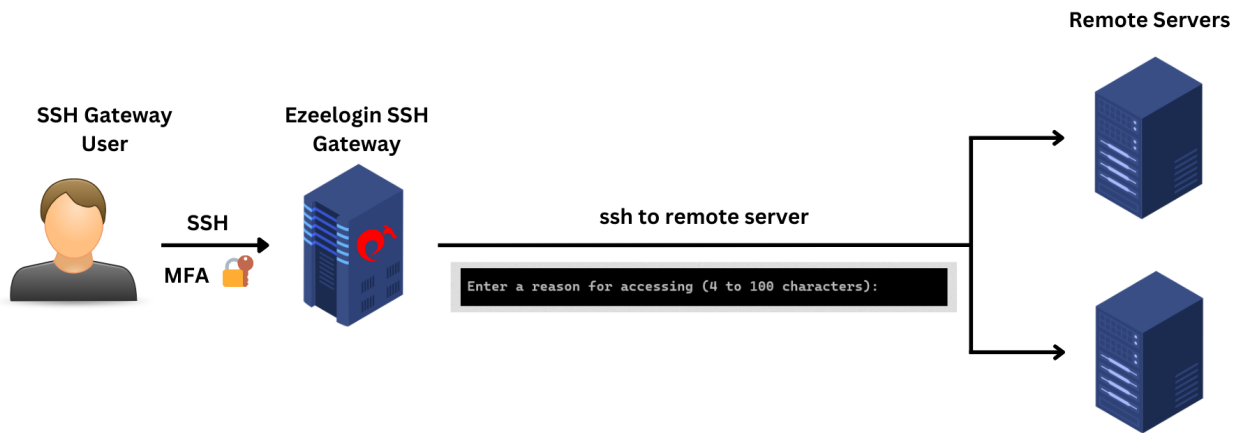 Remote Servers
SSH Gateway
User
Ezeelogin SSH
Gateway
SSH
MFA
ssh to remote server
Enter a reason for accessing (4 to 100 characters):